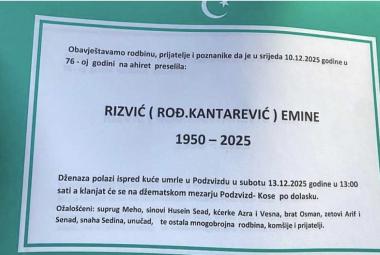 Obavještavamo rodbinu, prijatelje i poznanike da je u srijeda 10.12.2025 godine u
76 - oj godini na ahiret preselila:
RIZVIĆ ( ROĐ.KANTAREVIĆ ) EMINE
1950 – 2025
Dženaza polazi ispred kuće umrle u Podzvizdu u subotu 13.12.2025 godine u 13:00
sati a klanjat će se na džematskom mezarju Podzvizd- Kose po dolasku.
Ožalošćeni: suprug Meho, sinovi Husein Sead, kćerke Azra i Vesna, brat Osman, zetovi Arif i
Senad, snaha Sedina, unučad, te ostala mnogobrojna rodbina, komšije i prijatelji.